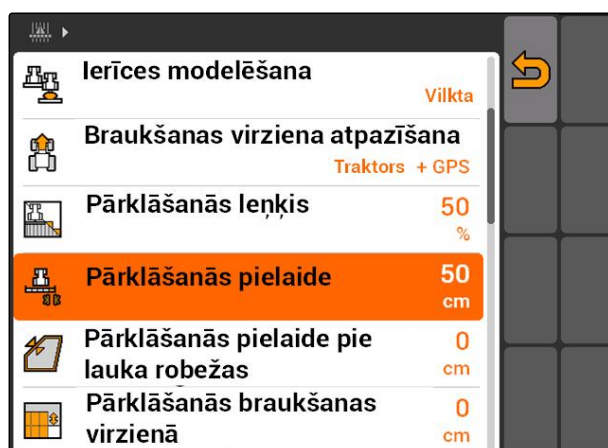 Ierīces modelēšana
Vilkta
Braukšanas virziena atpazīšana
Traktors + GPS
Pārklāšanās leņķis
50
%
Pārklāšanās pielaide
50
cm
Pārklāšanās pielaide pie
lauka robežas
0
cm
Pārklāšanās braukšanas
virzienā
0
cm